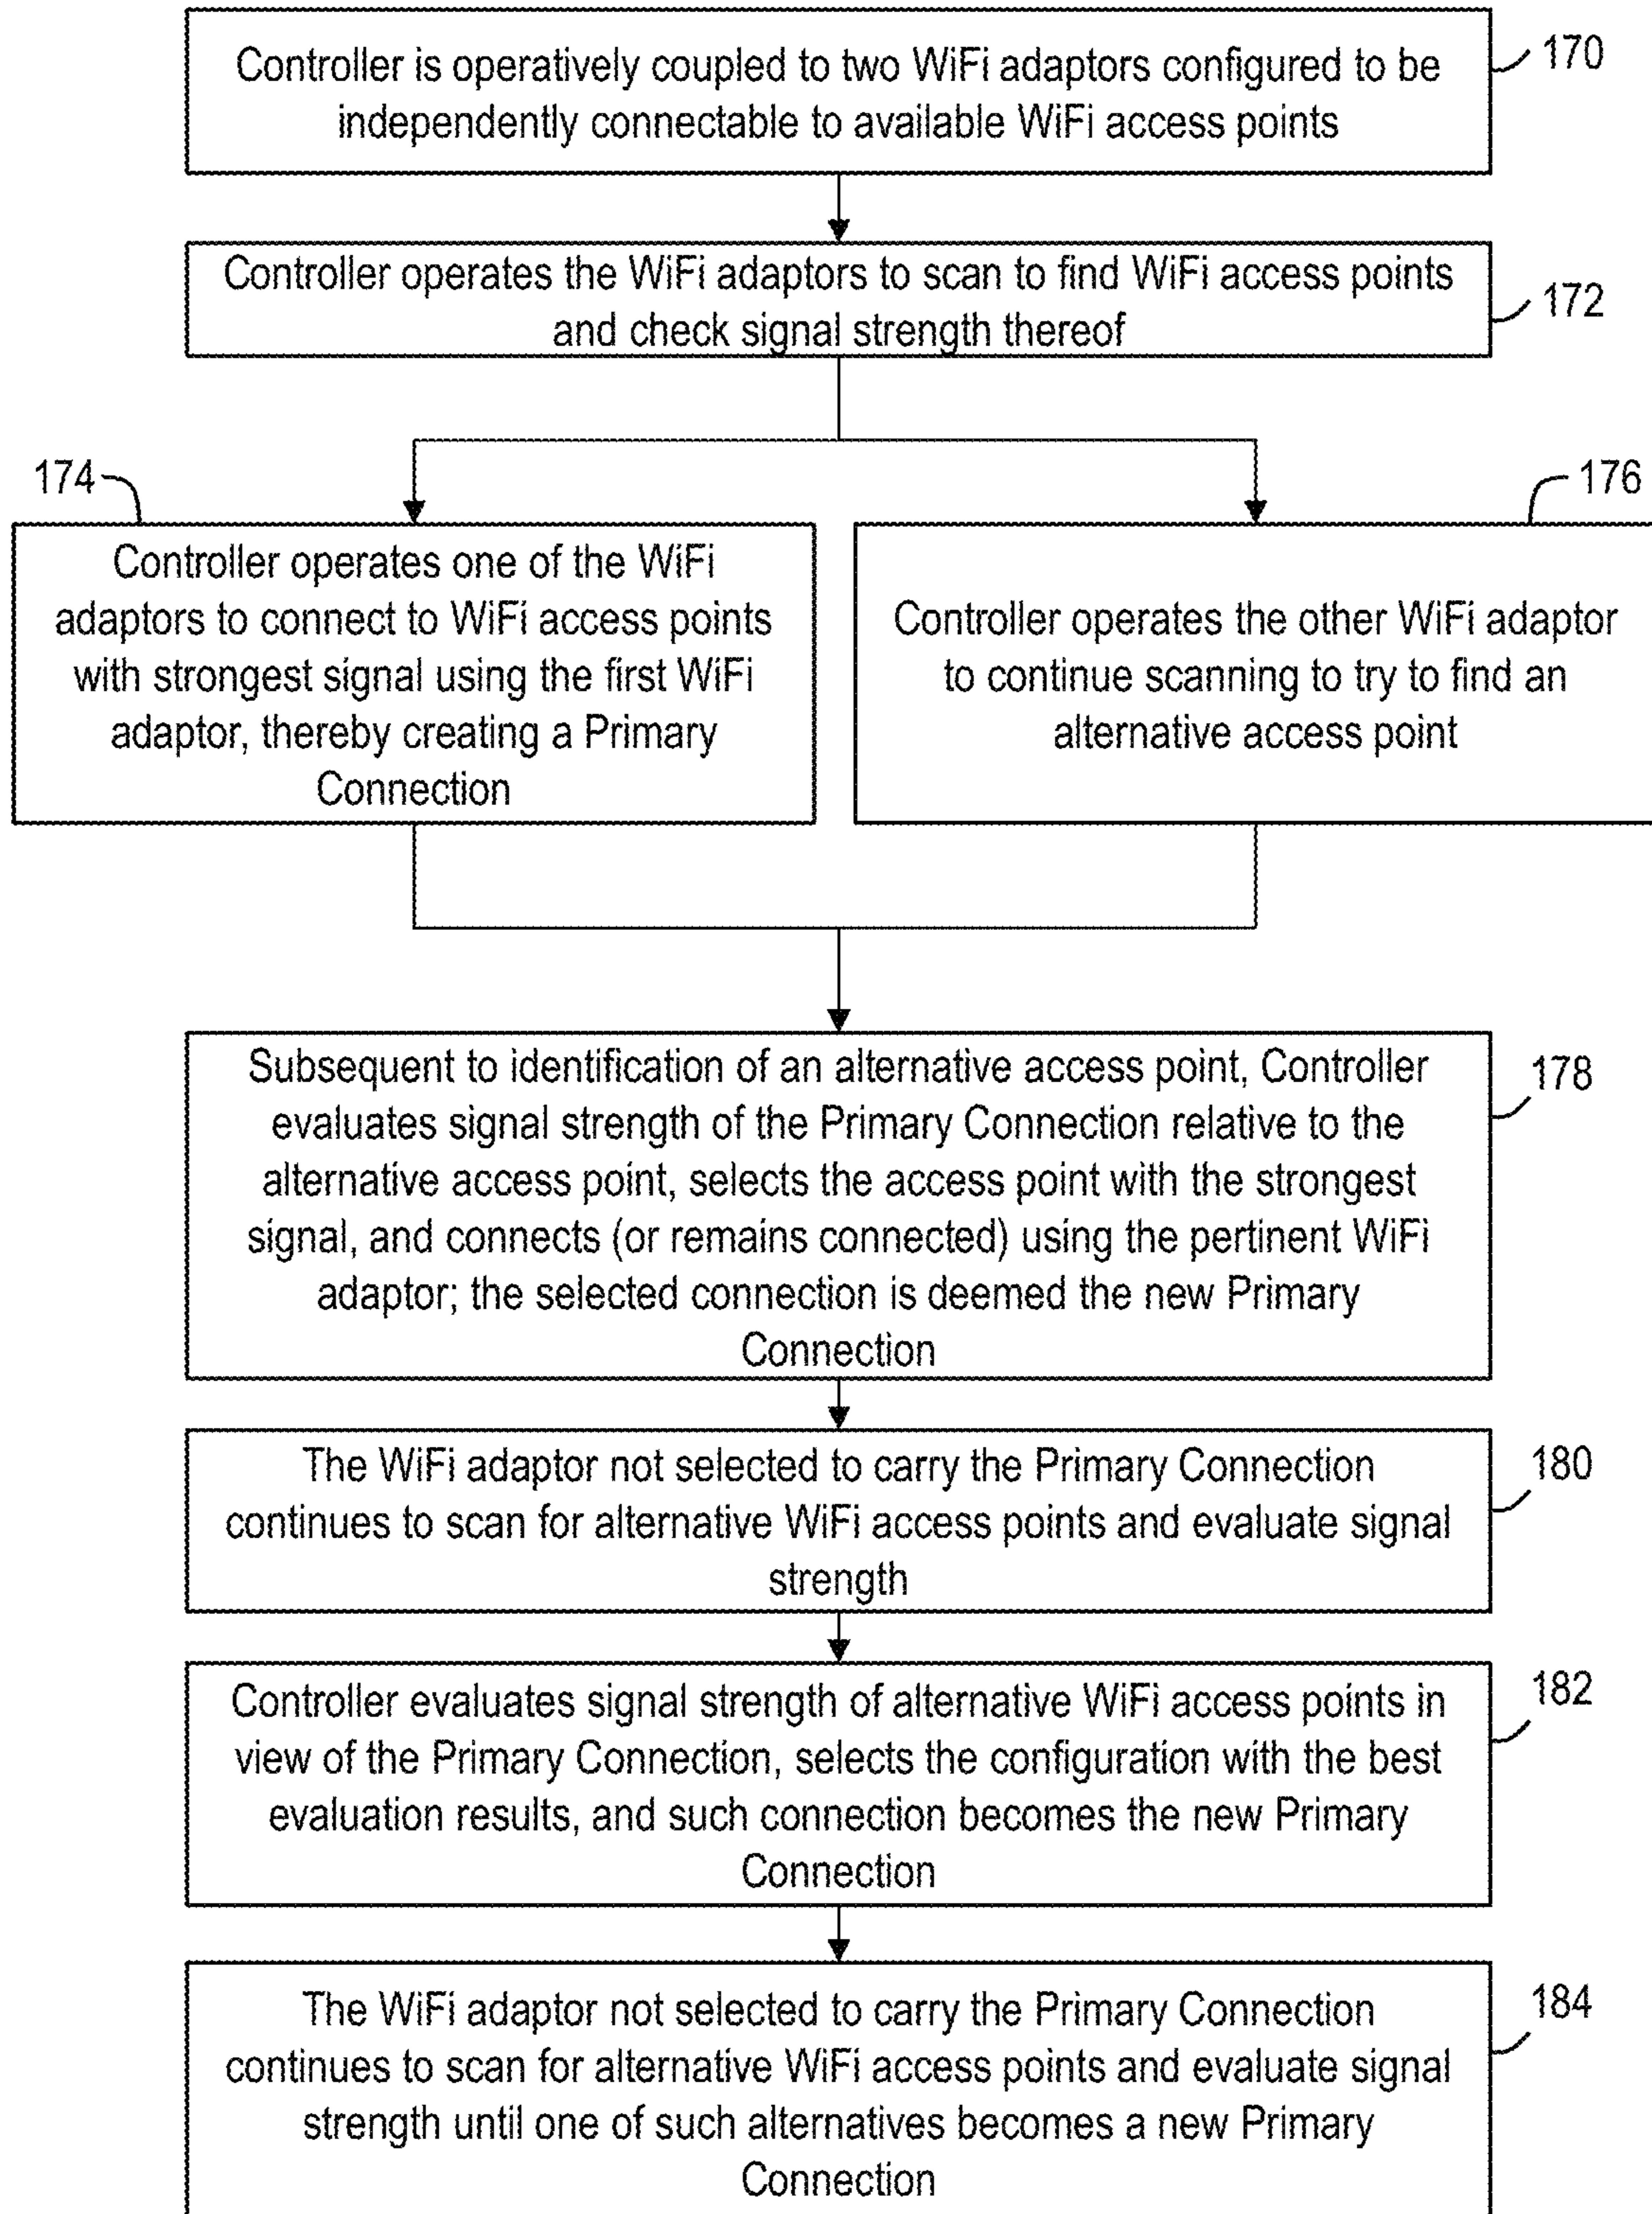 Controller is operatively coupled to two WiFi adaptors configured to be
independently connectable to available WiFi access points
170
Controller operates the WiFi adaptors to scan to find WiFi access points
and check signal strength thereof
172
174
Controller operates one of the WiFi
adaptors to connect to WiFi access points
with strongest signal using the first WiFi
adaptor, thereby creating a Primary
Connection
176
Controller operates the other WiFi adaptor
to continue scanning to try to find an
alternative access point
Subsequent to identification of an alternative access point, Controller
evaluates signal strength of the Primary Connection relative to the
alternative access point, selects the access point with the strongest
signal, and connects (or remains connected) using the pertinent WiFi
adaptor; the selected connection is deemed the new Primary
Connection
178
The WiFi adaptor not selected to carry the Primary Connection
continues to scan for alternative WiFi access points and evaluate signal
strength
180
Controller evaluates signal strength of alternative WiFi access points in
view of the Primary Connection, selects the configuration with the best
evaluation results, and such connection becomes the new Primary
Connection
182
The WiFi adaptor not selected to carry the Primary Connection
continues to scan for alternative WiFi access points and evaluate signal
strength until one of such alternatives becomes a new Primary
Connection
184